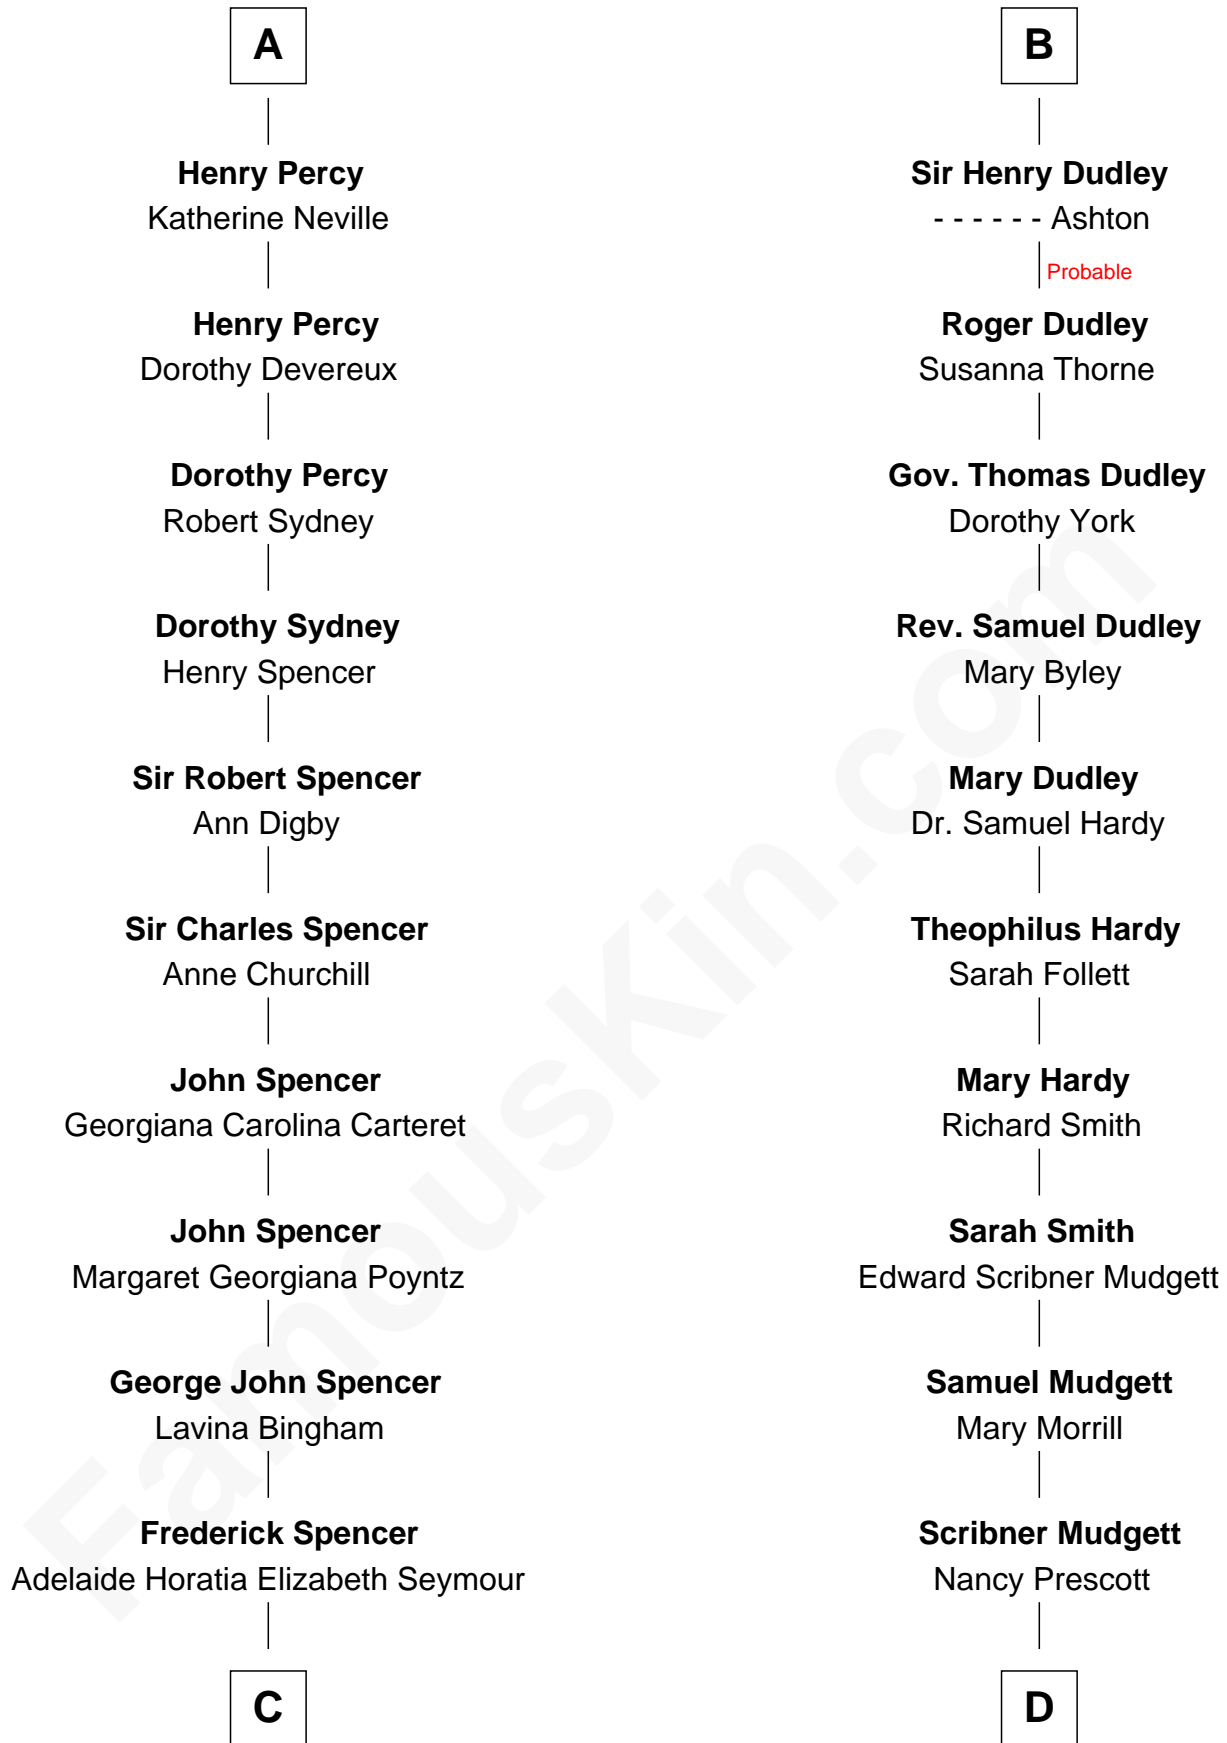 A
Henry Percy
Katherine Neville
Henry Percy
Dorothy Devereux
Dorothy Percy
Robert Sydney
Dorothy Sydney
Henry Spencer
Sir Robert Spencer
Ann Digby
Sir Charles Spencer
Anne Churchill
John Spencer
Georgiana Carolina Carteret
John Spencer
Margaret Georgiana Poyntz
George John Spencer
Lavina Bingham
Frederick Spencer
Adelaide Horatia Elizabeth Seymour
C
B
Sir Henry Dudley
- - - - - - Ashton
Probable
Roger Dudley
Susanna Thorne
Gov. Thomas Dudley
Dorothy York
Rev. Samuel Dudley
Mary Byley
Mary Dudley
Dr. Samuel Hardy
Theophilus Hardy
Sarah Follett
Mary Hardy
Richard Smith
Sarah Smith
Edward Scribner Mudgett
Samuel Mudgett
Mary Morrill
Scribner Mudgett
Nancy Prescott
D
FamousKin.com